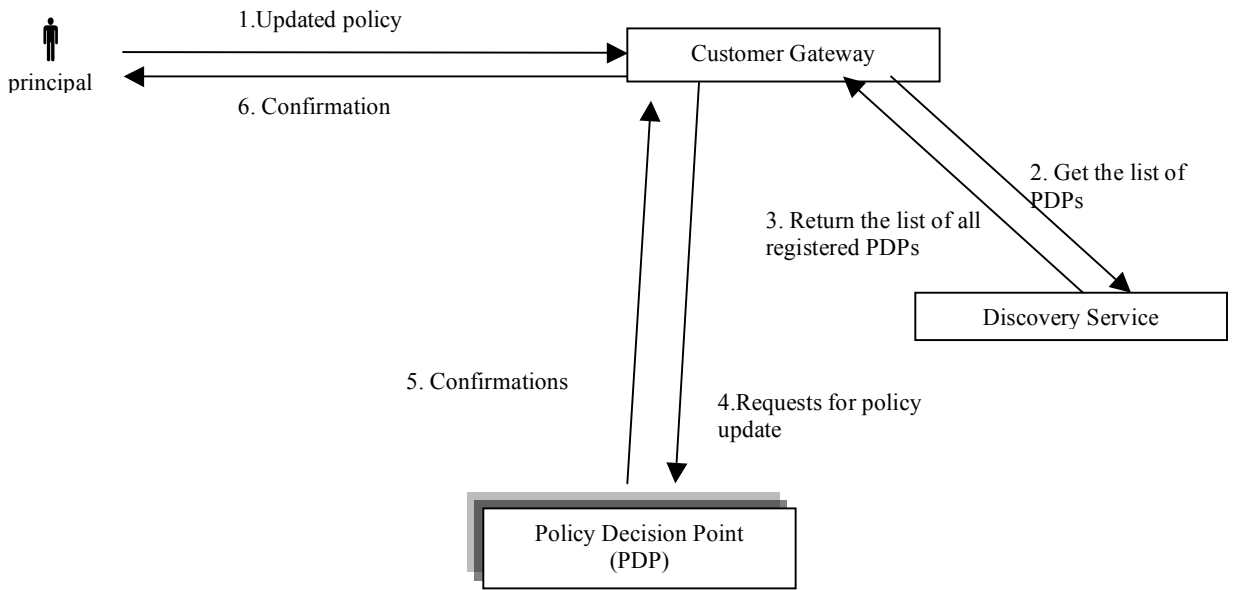 1.Updated policy
Customer Gateway
principal
6. Confirmation
2. Get the list of
PDPs
3. Return the list of all
registered PDPs
Discovery Service
5. Confirmations
4.Requests for policy
update
Policy Decision Point
(PDP)